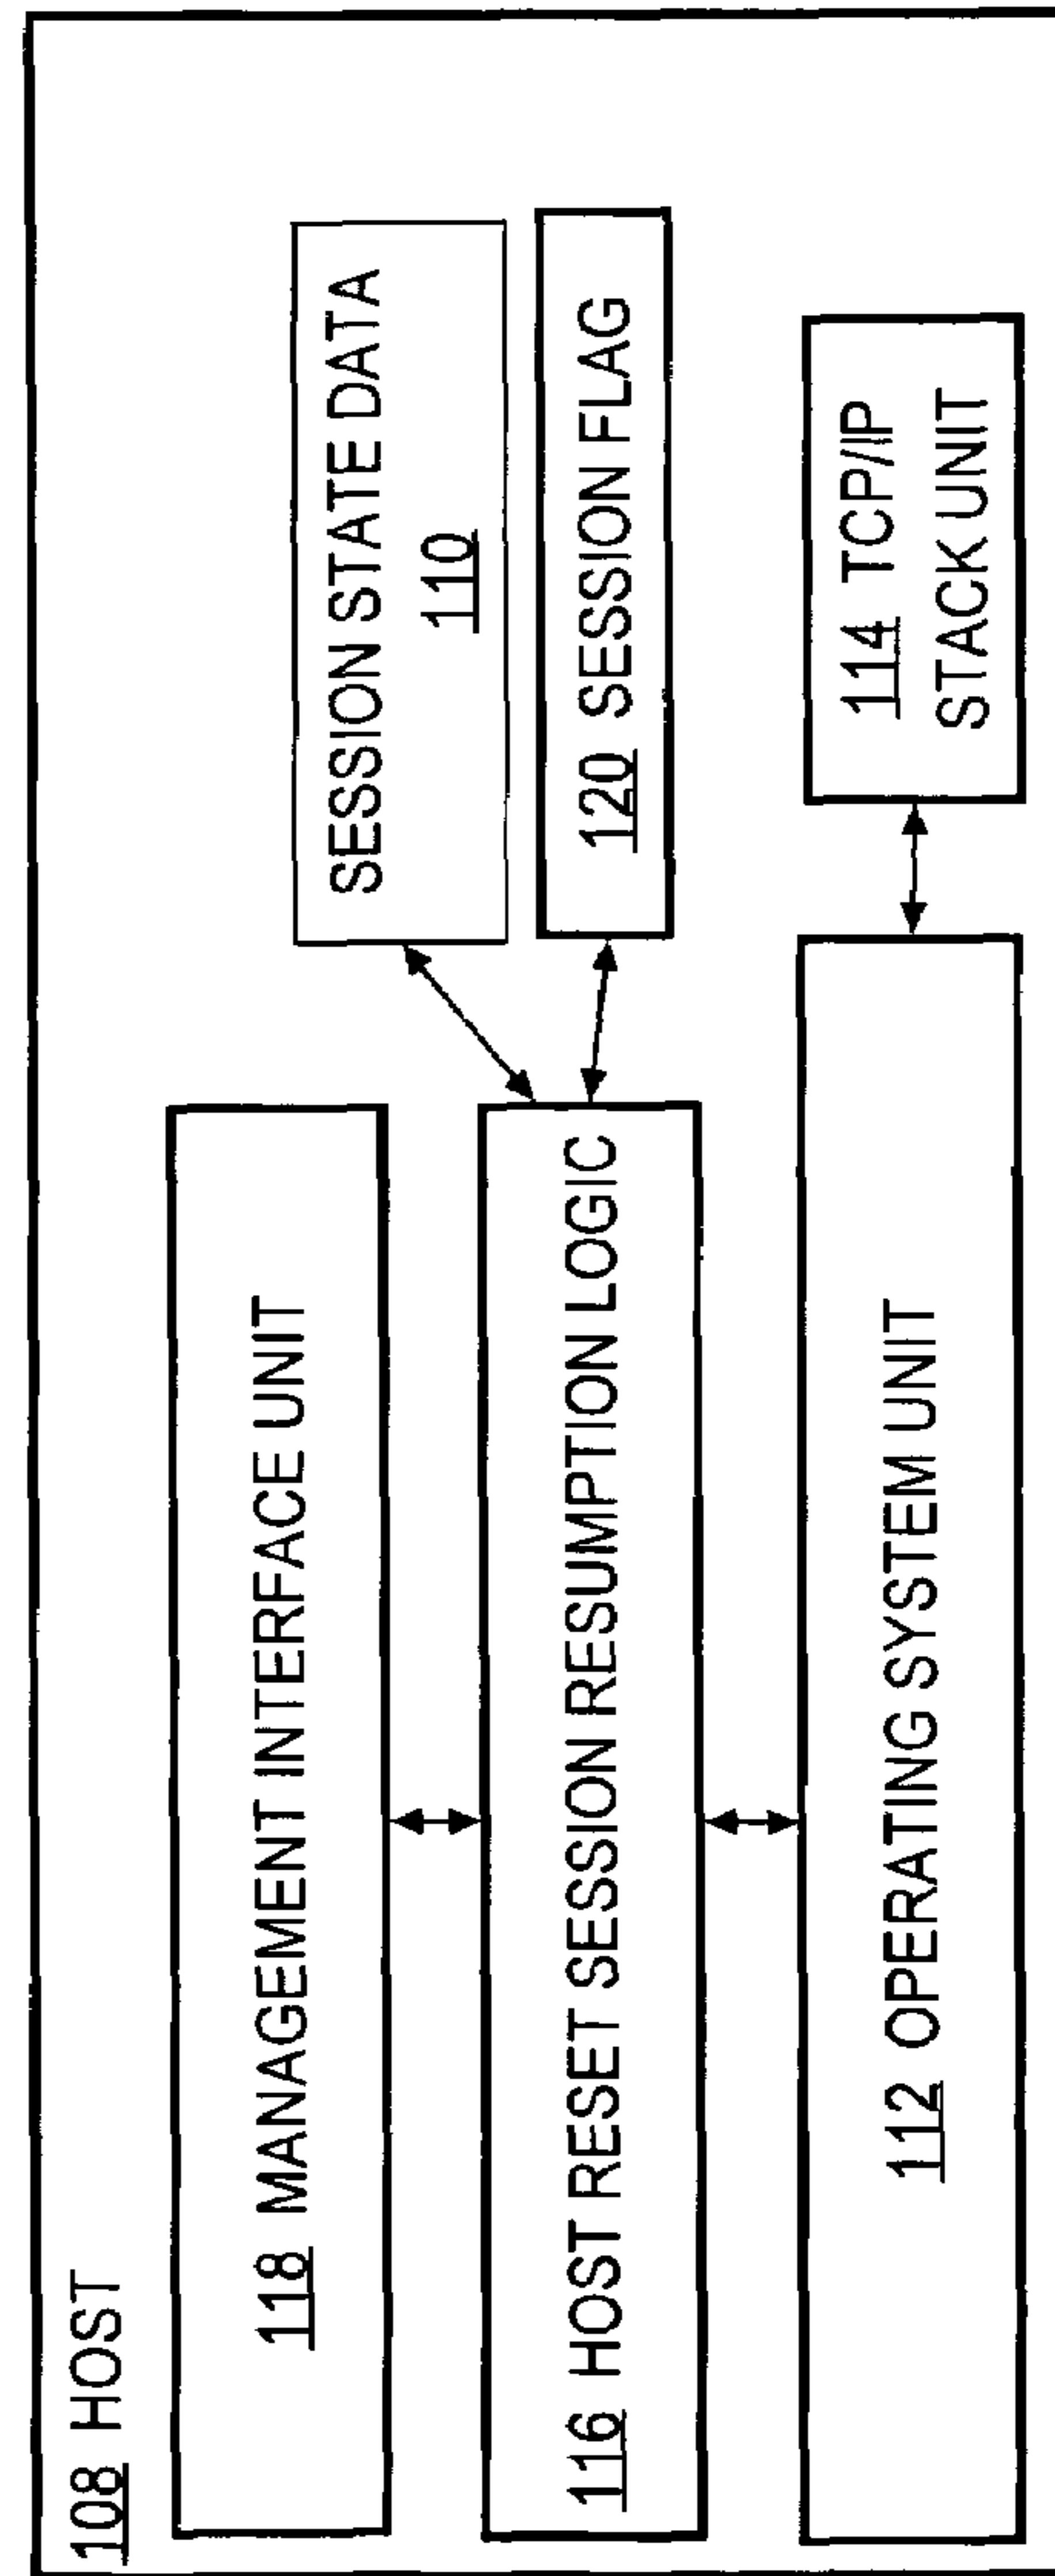 108 HOST
118 MANAGEMENT INTERFACE UNIT
SESSION STATE DATA
110
116 HOST RESET SESSION RESUMPTION LOGIC
120 SESSION FLAG
112 OPERATING SYSTEM UNIT
114 TCP/IP
STACK UNIT